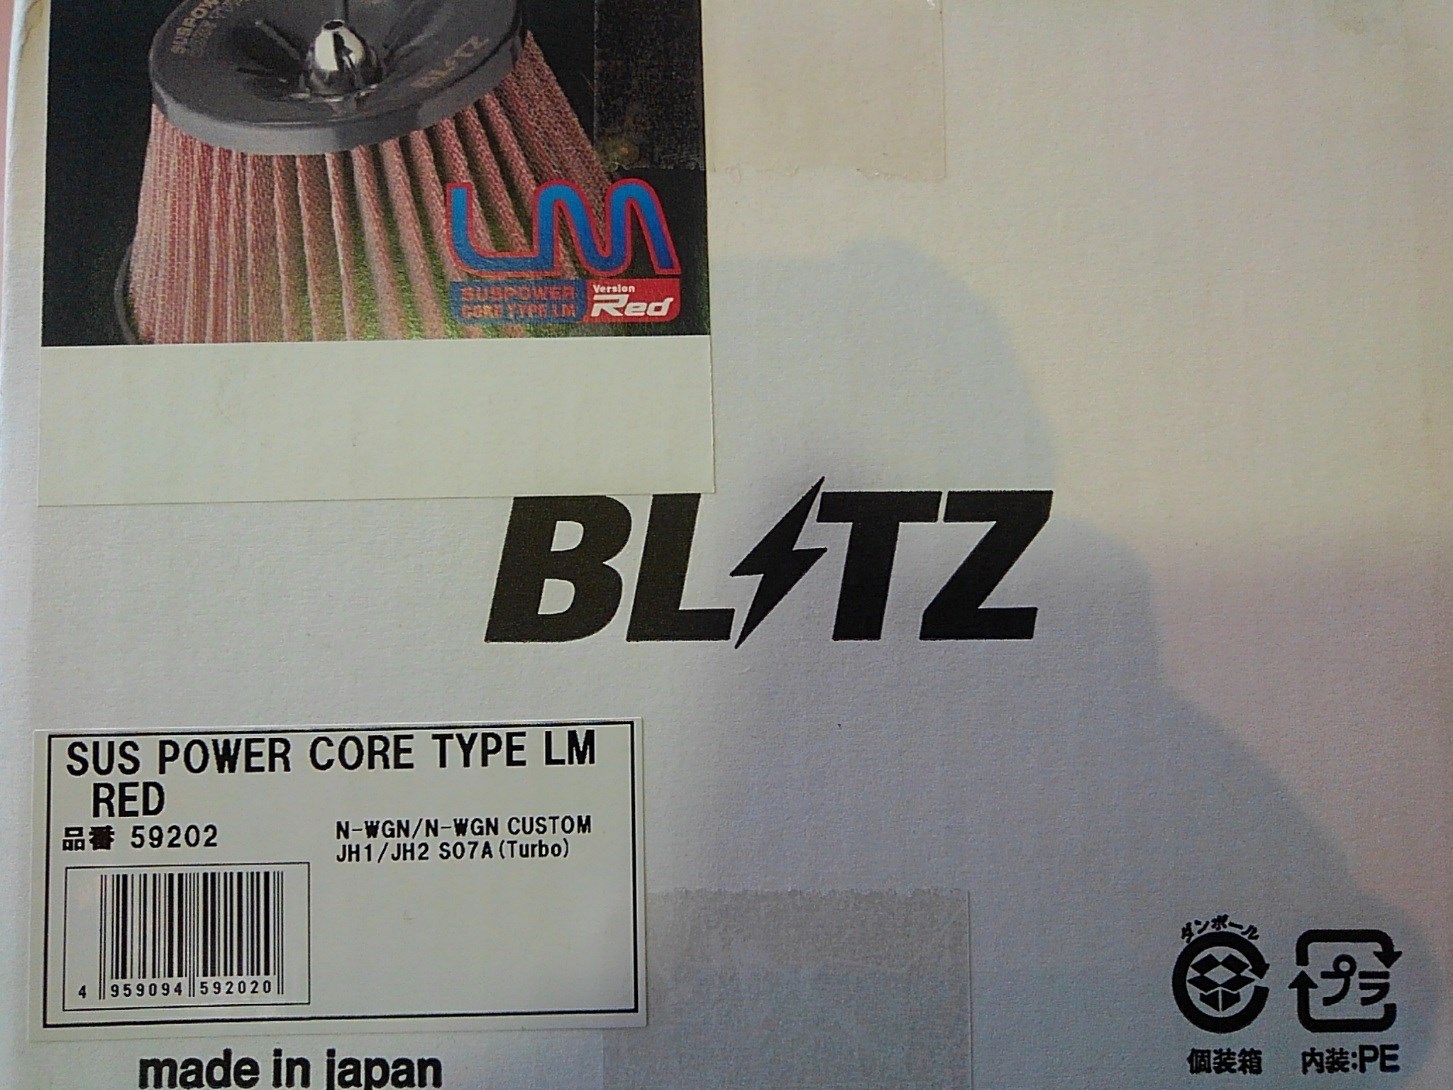 SUSPOW
BLITZ
LM
SUSPOWER
CORE TYPE LM
Version
Red
BLITZ
SUS POWER CORE TYPE LM
RED
品番 59202
N-WGN/N-WGN CUSTOM
JH1/JH2 S07A(Turbo)
4 959094 592020
made in japan
ダンボール
プラ
個装箱
内装:PE